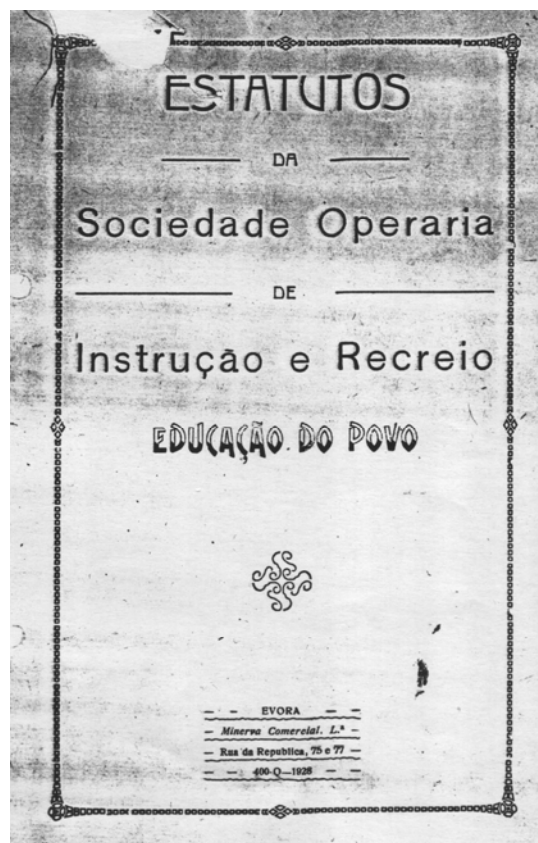 ESTATUTOS
DA
Sociedade Operaria
DE
Instrução e Recreio
EDUCAÇÃO DO POVO
EVORA
Minerva Comercial. L.ª
Rua da Republica, 75 e 77
400-O—1928